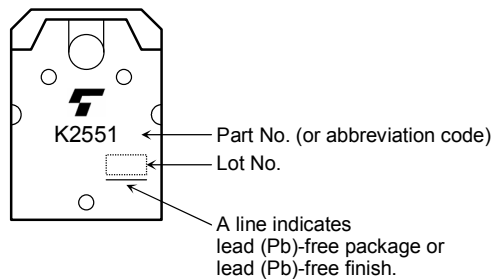 K2551
Part No. (or abbreviation code)
Lot No.
A line indicates
lead (Pb)-free package or
lead (Pb)-free finish.